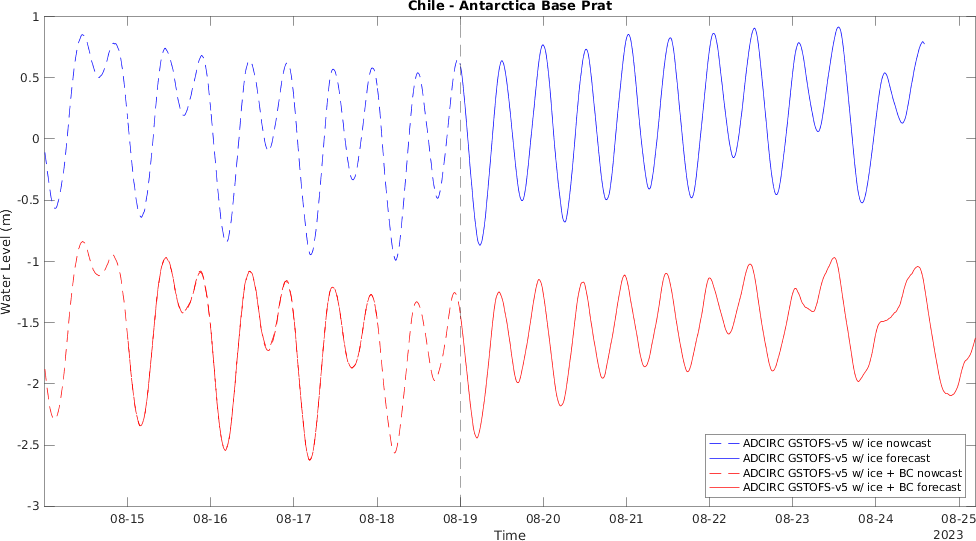 Chile - Antarctica Base Prat
1
0.5
0
-0.5
-1
-1.5
-2
-2.5
-3
Water Level (m)
ADCIRC GSTOFS-v5 w/ ice nowcast
ADCIRC GSTOFS-v5 w/ ice forecast
ADCIRC GSTOFS-v5 w/ ice + BC nowcast
ADCIRC GSTOFS-v5 w/ ice + BC forecast
08-15 08-16 08-17 08-18 08-19 08-20 08-21 08-22 08-23 08-24 08-25
Time
2023